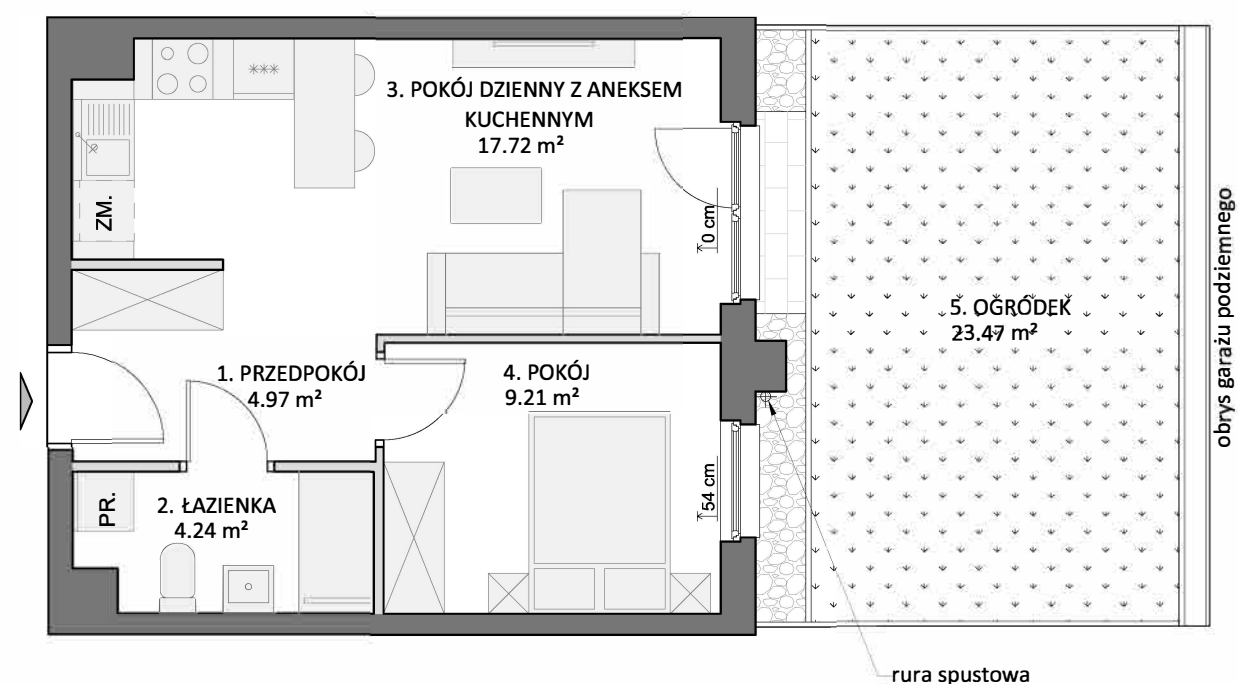 3. POKÓJ DZIENNY Z ANEKSEM
KUCHENNYM
17.72 m²
***
ZM.
0 cm
1. PRZEDPOKÓJ
4.97 m²
4. POKÓJ
9.21 m²
5. OGRÓDEK
23.47 m²
obrys garażu podziemnego
PR.
2. ŁAZIENKA
4.24 m²
54 cm
rura spustowa